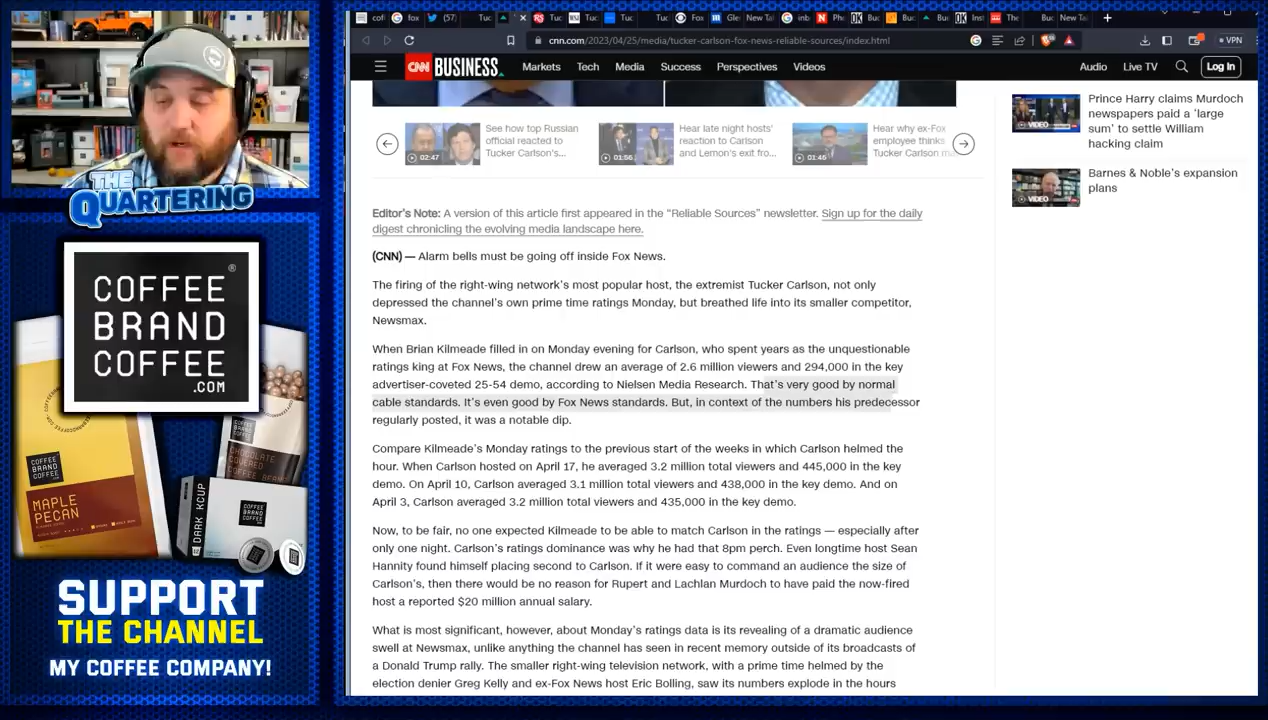 THE
QUARTERING
COFFEE
BRAND
COFFEE
.COM
MAPLE
PECAN
DARK KCUP
CHOCOLATE
COVERED
SUPPORT
THE CHANNEL
MY COFFEE COMPANY!
cof
fox
(57)
Tuc
New Tal
cnn.com/2023/04/25/media/tucker-carlson-fox-news-reliable-sources/index.html
VPN
CNN BUSINESS
Markets Tech Media Success Perspectives Videos
Audio Live TV Log In
02:47
See how top Russian
official reacted to
Tucker Carlson's...
01:56
Hear late night hosts'
reaction to Carlson
and Lemon's exit fro...
01:46
Hear why ex-Fox
employee thinks
Tucker Carlson
Editor's Note: A version of this article first appeared in the "Reliable Sources" newsletter. Sign up for the daily
digest chronicling the evolving media landscape here.
(CNN) — Alarm bells must be going off inside Fox News.
The firing of the right-wing network's most popular host, the extremist Tucker Carlson, not only
depressed the channel's own prime time ratings Monday, but breathed life into its smaller competitor,
Newsmax.
When Brian Kilmeade filled in on Monday evening for Carlson, who spent years as the unquestionable
ratings king at Fox News, the channel drew an average of 2.6 million viewers and 294,000 in the key
advertiser-coveted 25-54 demo, according to Nielsen Media Research. That's very good by normal
cable standards. It's even good by Fox News standards. But, in context of the numbers his predecessor
regularly posted, it was a notable dip.
Compare Kilmeade's Monday ratings to the previous start of the weeks in which Carlson helmed the
hour. When Carlson hosted on April 17, he averaged 3.2 million total viewers and 445,000 in the key
demo. On April 10, Carlson averaged 3.1 million total viewers and 438,000 in the key demo. And on
April 3, Carlson averaged 3.2 million total viewers and 435,000 in the key demo.
Now, to be fair, no one expected Kilmeade to be able to match Carlson in the ratings — especially after
only one night. Carlson's ratings dominance was why he had that 8pm perch. Even longtime host Sean
Hannity found himself placing second to Carlson. If it were easy to command an audience the size of
Carlson's, then there would be no reason for Rupert and Lachlan Murdoch to have paid the now-fired
host a reported $20 million annual salary.
What is most significant, however, about Monday's ratings data is its revealing of a dramatic audience
swell at Newsmax, unlike anything the channel has seen in recent memory outside of its broadcasts of
a Donald Trump rally. The smaller right-wing television network, with a prime time helmed by the
election denier Greg Kelly and ex-Fox News host Eric Bolling, saw its numbers explode in the hours
VIDEO
Prince Harry claims Murdoch
newspapers paid a 'large
sum' to settle William
hacking claim
VIDEO
Barnes & Noble's expansion
plans